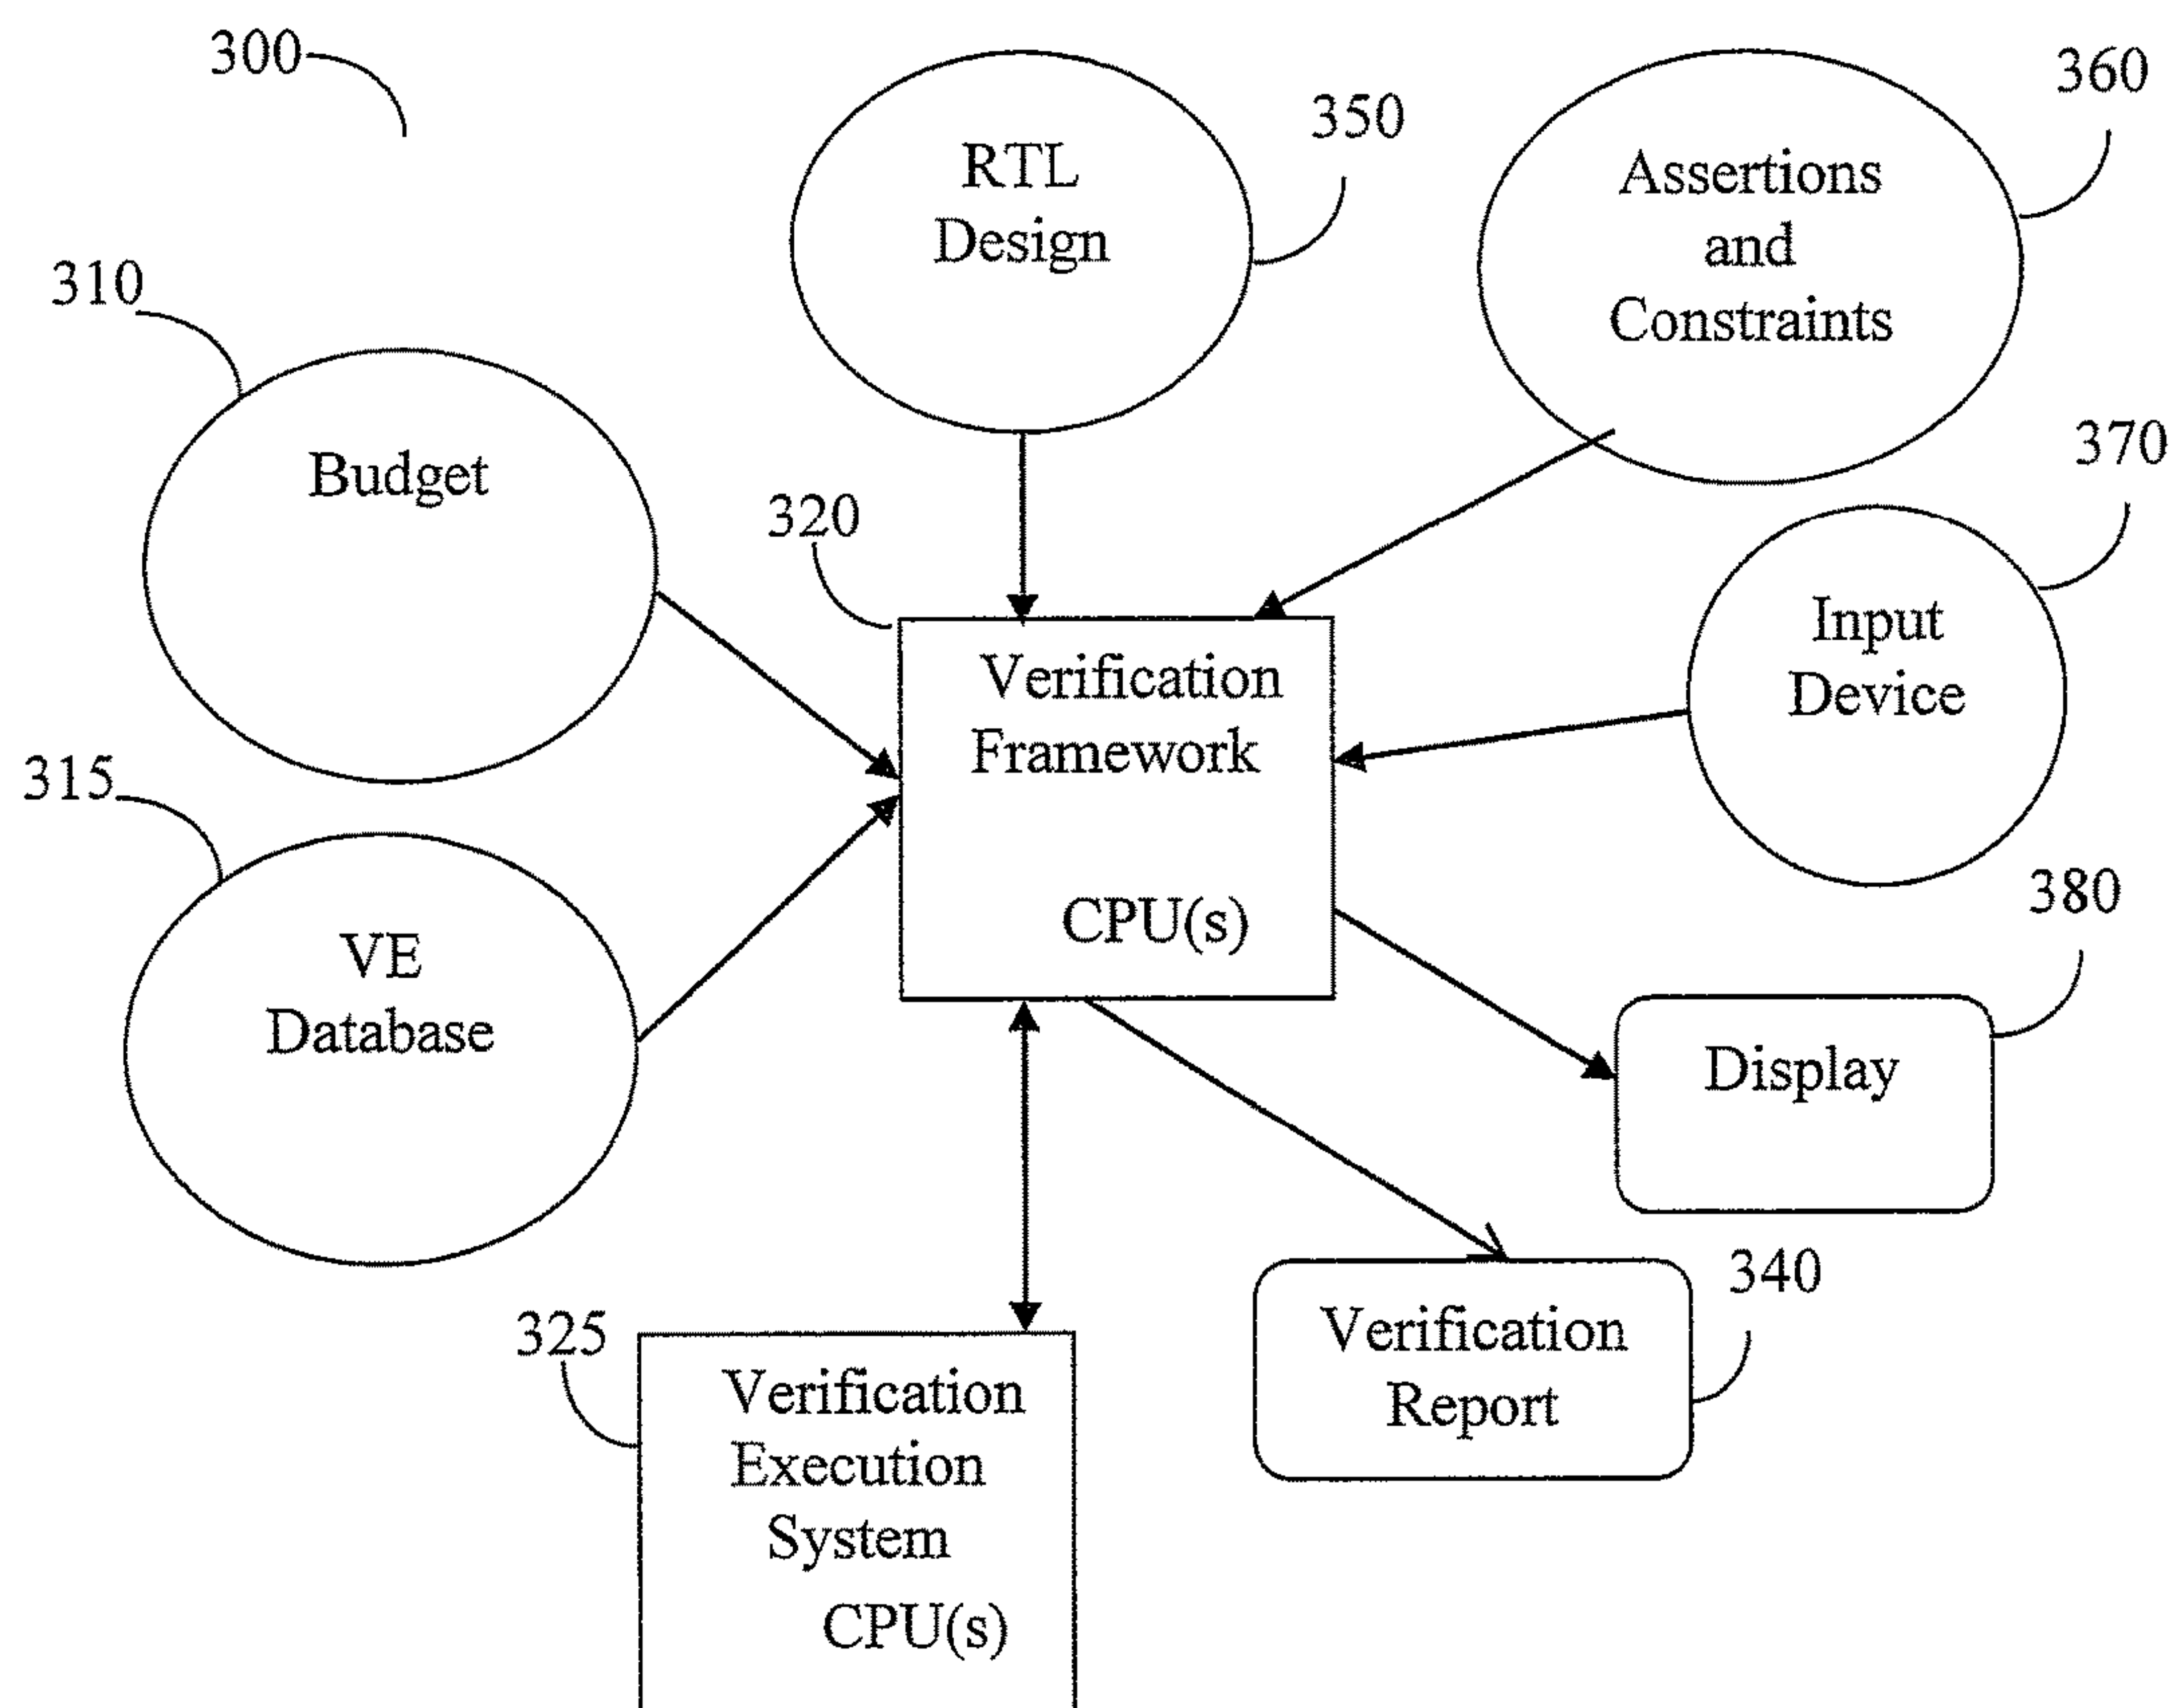 300
RTL
Design
350
Assertions
and
Constraints
360
310
Budget
320
370
Input
Device
Verification
Framework
CPU(s)
315
VE
Database
380
Display
325
Verification
Execution
System
CPU(s)
340
Verification
Report